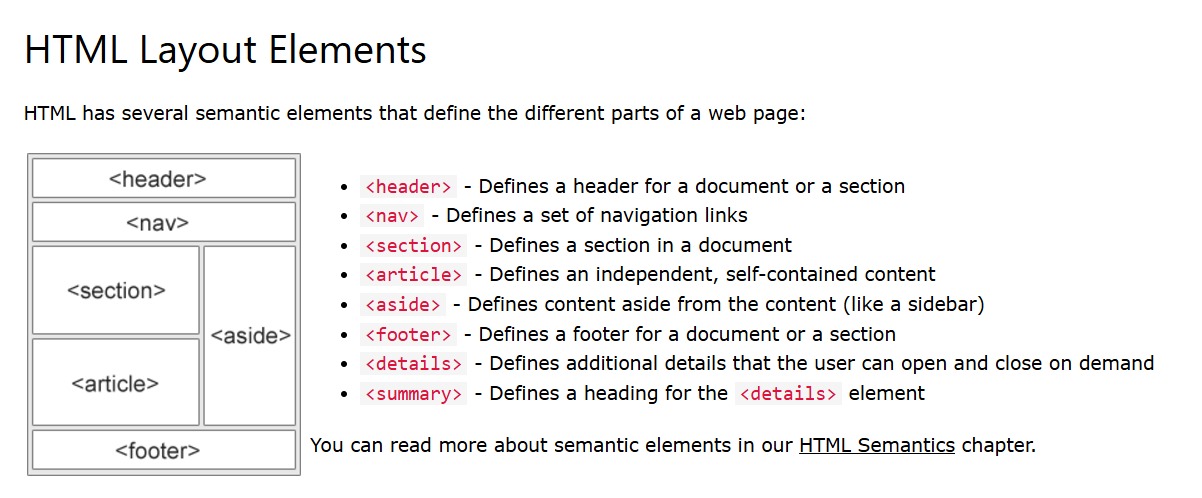 HTML Layout Elements
HTML has several semantic elements that define the different parts of a web page:
<header>
<nav>
<section>
<aside>
<article>
<footer>
• <header> - Defines a header for a document or a section
• <nav> - Defines a set of navigation links
• <section> - Defines a section in a document
• <article> - Defines an independent, self-contained content
• <aside> - Defines content aside from the content (like a sidebar)
• <footer> - Defines a footer for a document or a section
• <details> - Defines additional details that the user can open and close on demand
• <summary> - Defines a heading for the <details> element
You can read more about semantic elements in our HTML Semantics chapter.